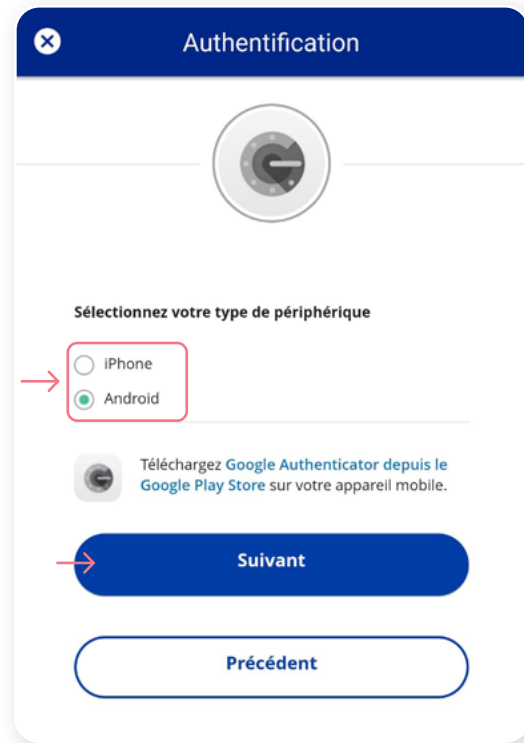 Authentification
Sélectionnez votre type de périphérique
iPhone
Android
Téléchargez Google Authenticator depuis le
Google Play Store sur votre appareil mobile.
Suivant
Précédent